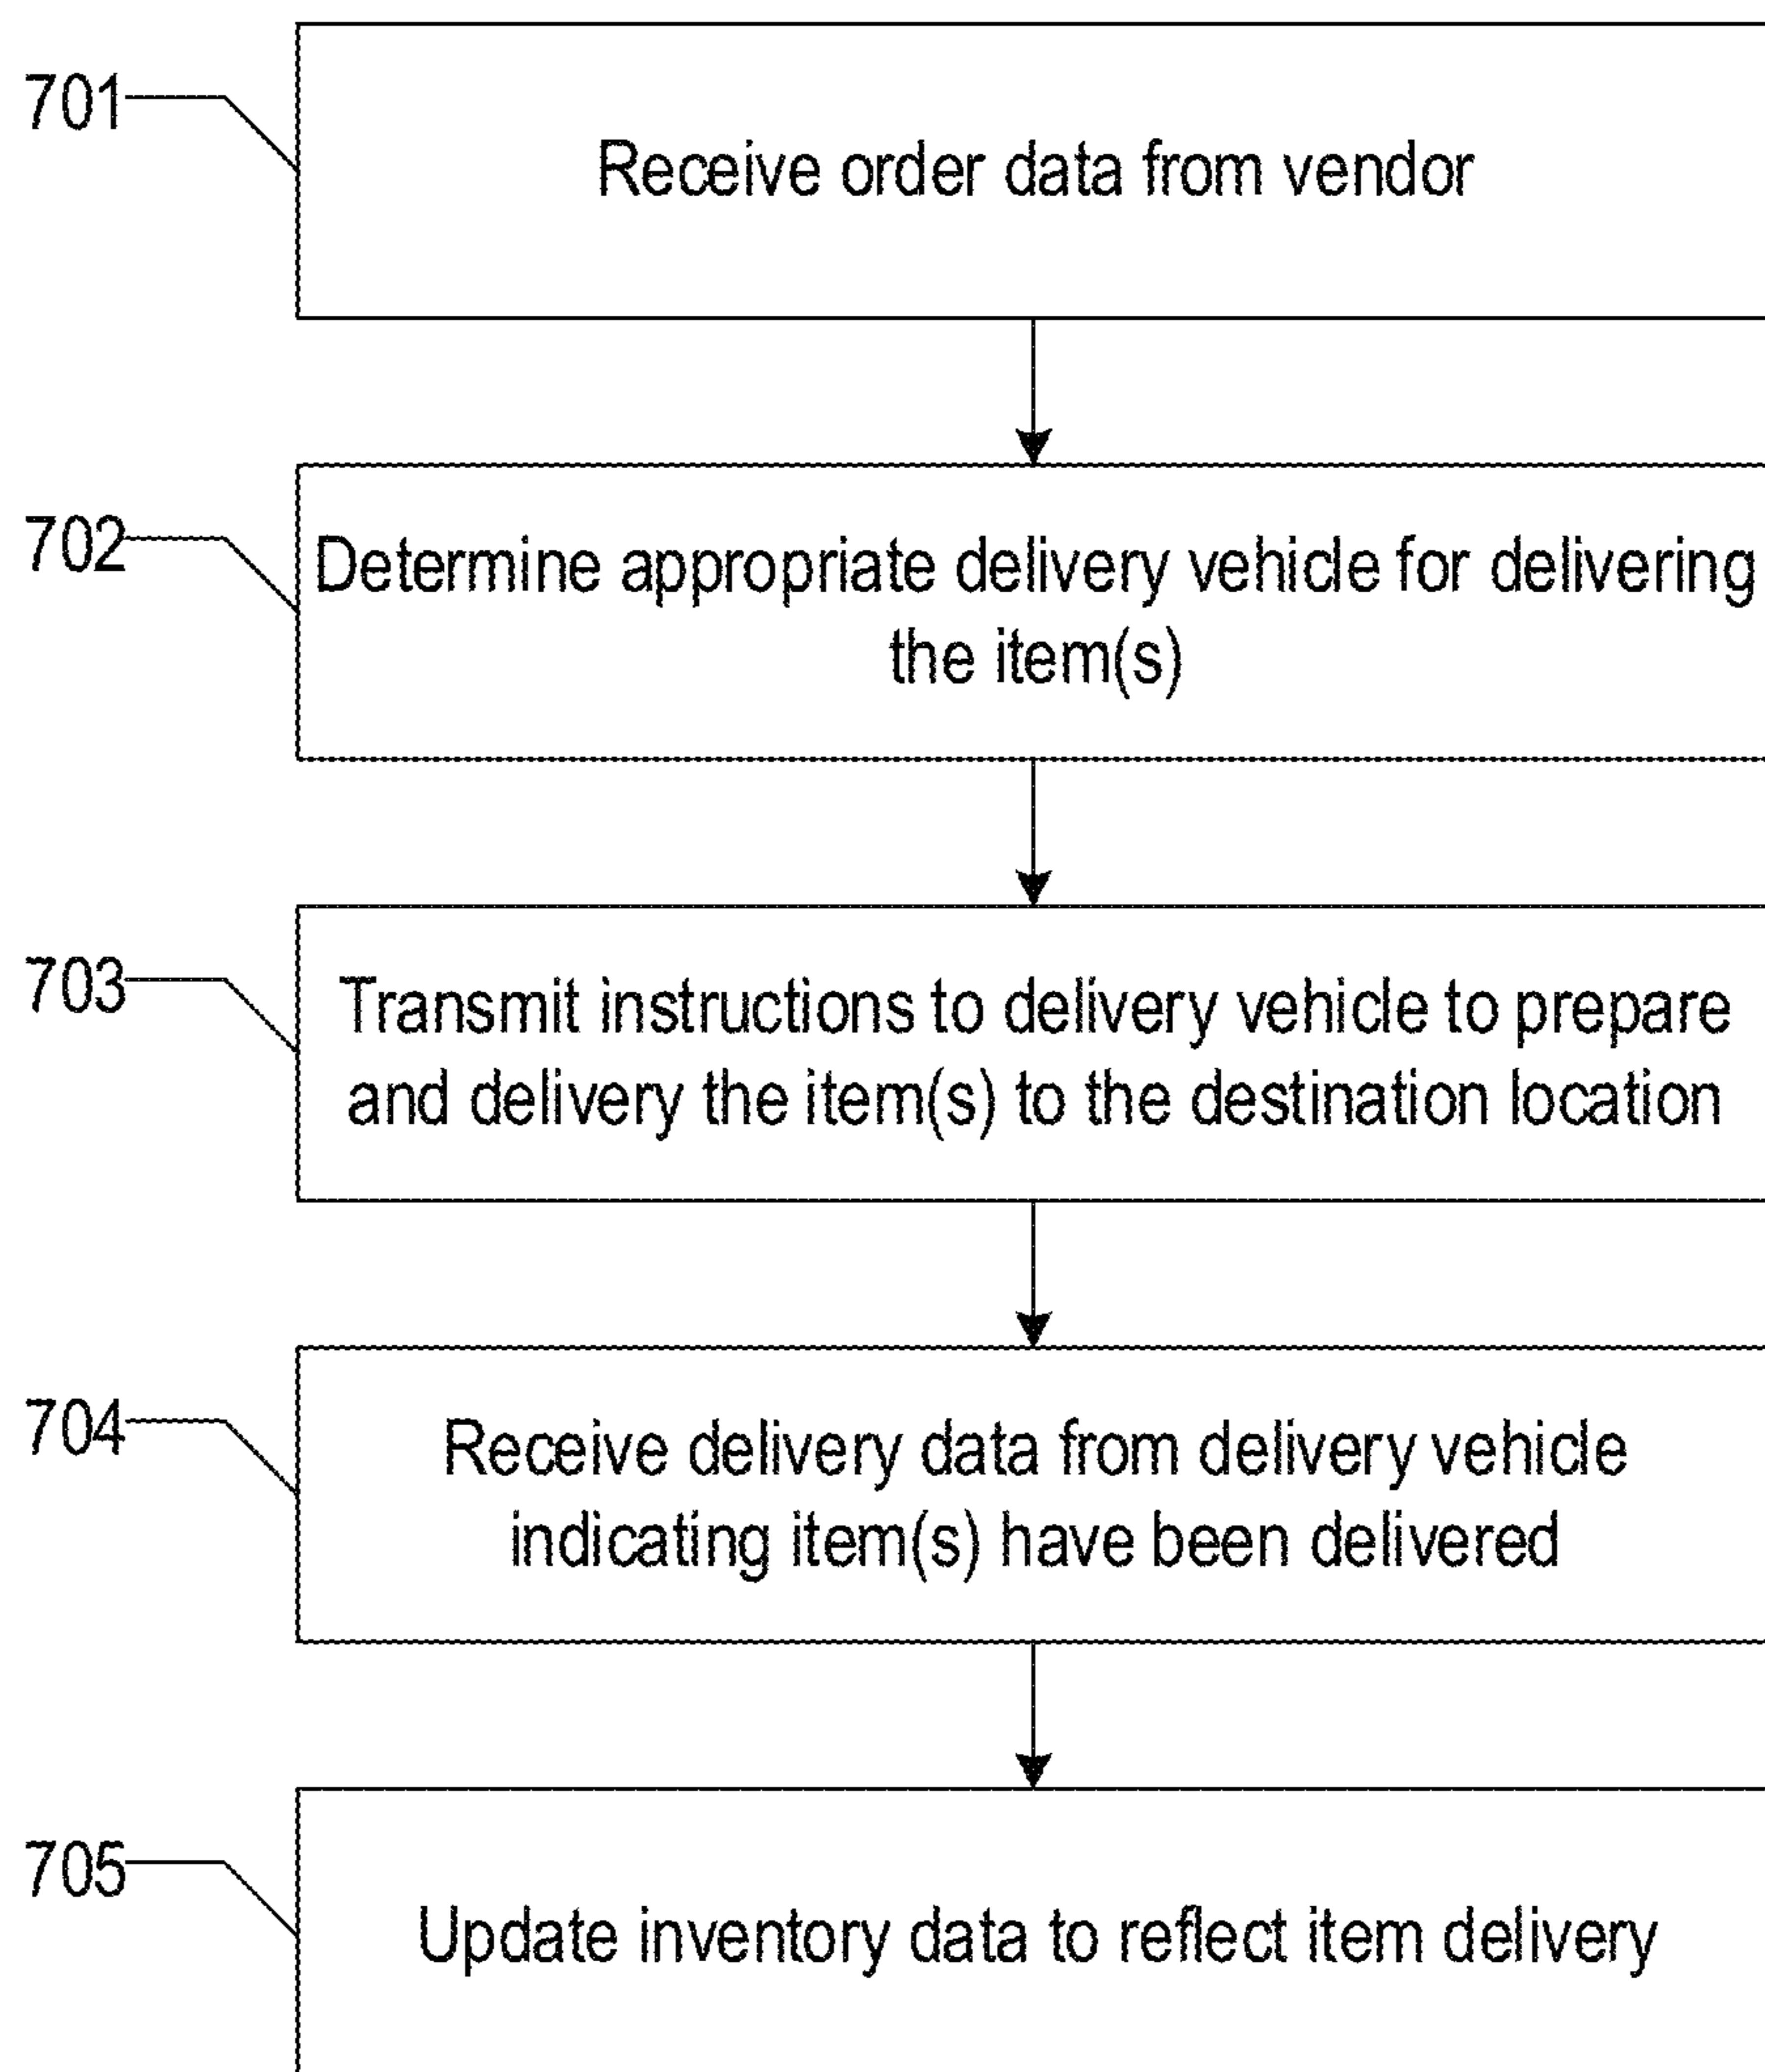 701
Receive order data from vendor
702
Determine appropriate delivery vehicle for delivering
the item(s)
703
Transmit instructions to delivery vehicle to prepare
and delivery the item(s) to the destination location
704
Receive delivery data from delivery vehicle
indicating item(s) have been delivered
705
Update inventory data to reflect item delivery